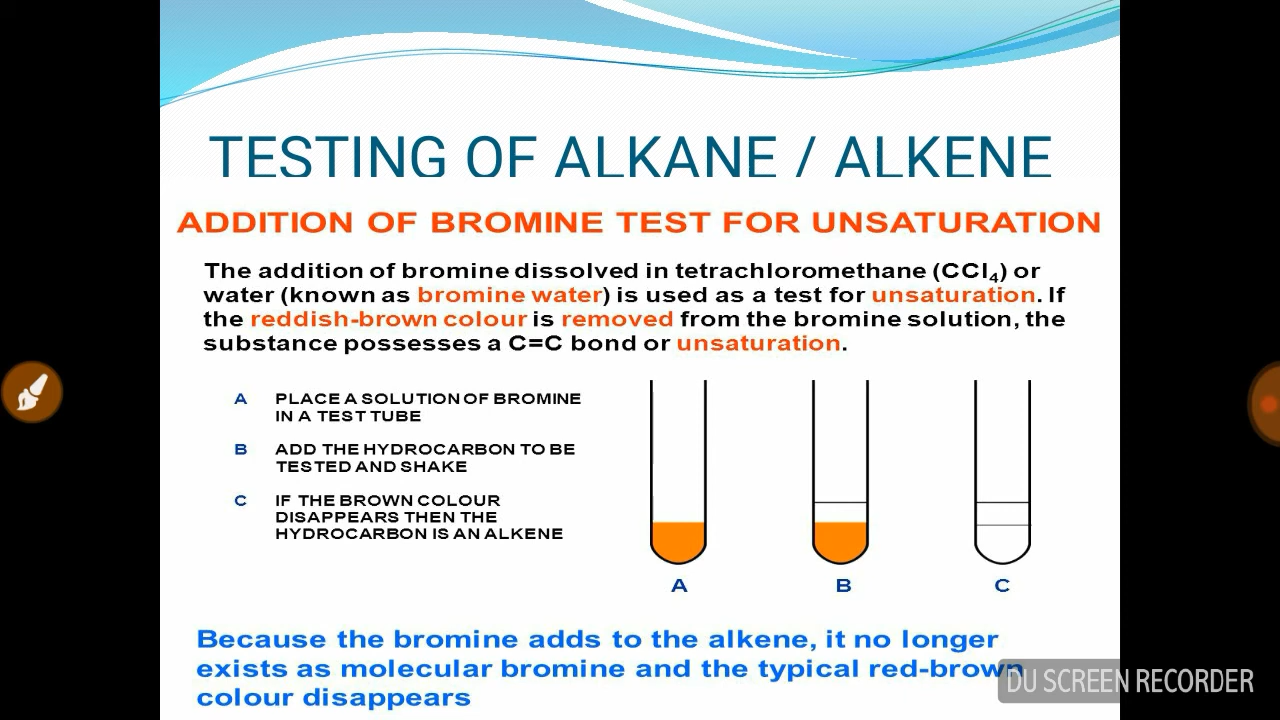 TESTING OF ALKANE / ALKENE
ADDITION OF BROMINE TEST FOR UNSATURATION
The addition of bromine dissolved in tetrachloromethane (CCl₄) or
water (known as bromine water) is used as a test for unsaturation. If
the reddish-brown colour is removed from the bromine solution, the
substance possesses a C=C bond or unsaturation.
A PLACE A SOLUTION OF BROMINE
IN A TEST TUBE
B ADD THE HYDROCARBON TO BE
TESTED AND SHAKE
C IF THE BROWN COLOUR
DISAPPEARS THEN THE
HYDROCARBON IS AN ALKENE
A B C
Because the bromine adds to the alkene, it no longer
exists as molecular bromine and the typical red-brown
colour disappears
DU SCREEN RECORDER